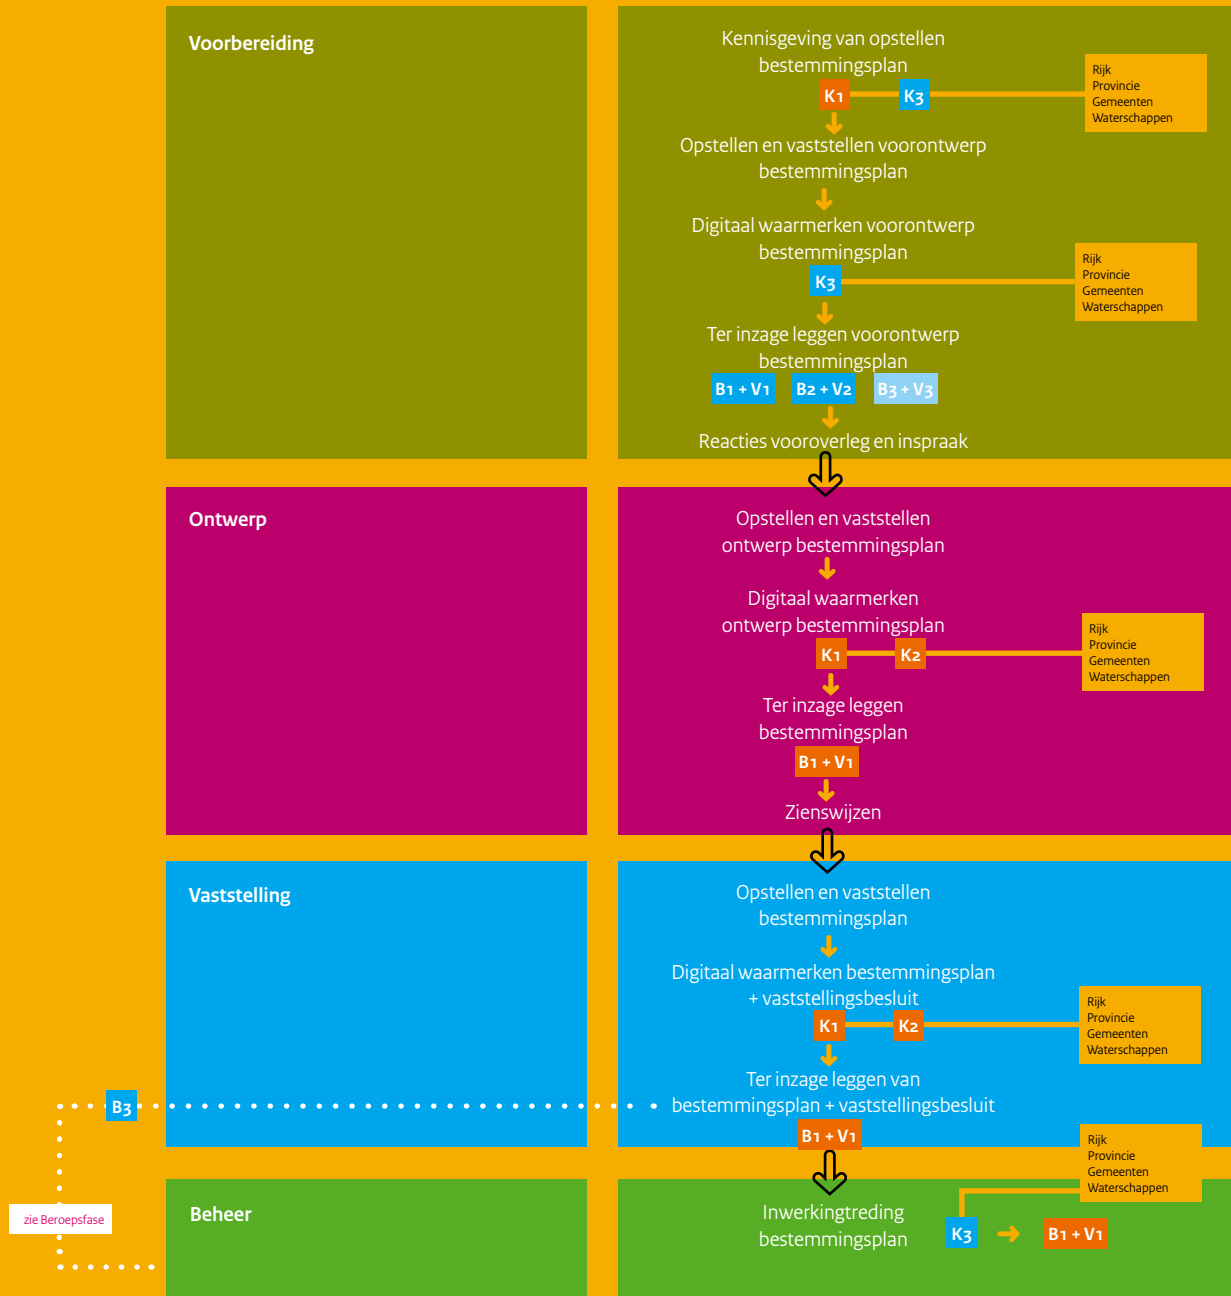 Voorbereiding
Kennisgeving van opstellen
bestemmingsplan
K1
K3
Rijk
Provincie
Gemeenten
Waterschappen
Opstellen en vaststellen voorontwerp
bestemmingsplan
Digitaal waarmerken voorontwerp
bestemmingsplan
K3
Rijk
Provincie
Gemeenten
Waterschappen
Ter inzage leggen voorontwerp
bestemmingsplan
B1 + V1
B2 + V2
B3 + V3
Reacties vooroverleg en inspraak
Ontwerp
Opstellen en vaststellen
ontwerp bestemmingsplan
Digitaal waarmerken
ontwerp bestemmingsplan
K1
K2
Rijk
Provincie
Gemeenten
Waterschappen
Ter inzage leggen
bestemmingsplan
B1 + V1
Zienswijzen
Vaststelling
Opstellen en vaststellen
bestemmingsplan
Digitaal waarmerken bestemmingsplan
+ vaststellingsbesluit
K1
K2
Rijk
Provincie
Gemeenten
Waterschappen
Ter inzage leggen van
bestemmingsplan + vaststellingsbesluit
B3
B1 + V1
Rijk
Provincie
Gemeenten
Waterschappen
zie Beroepsfase
Beheer
Inwerkingtreding
bestemmingsplan
K3
B1 + V1